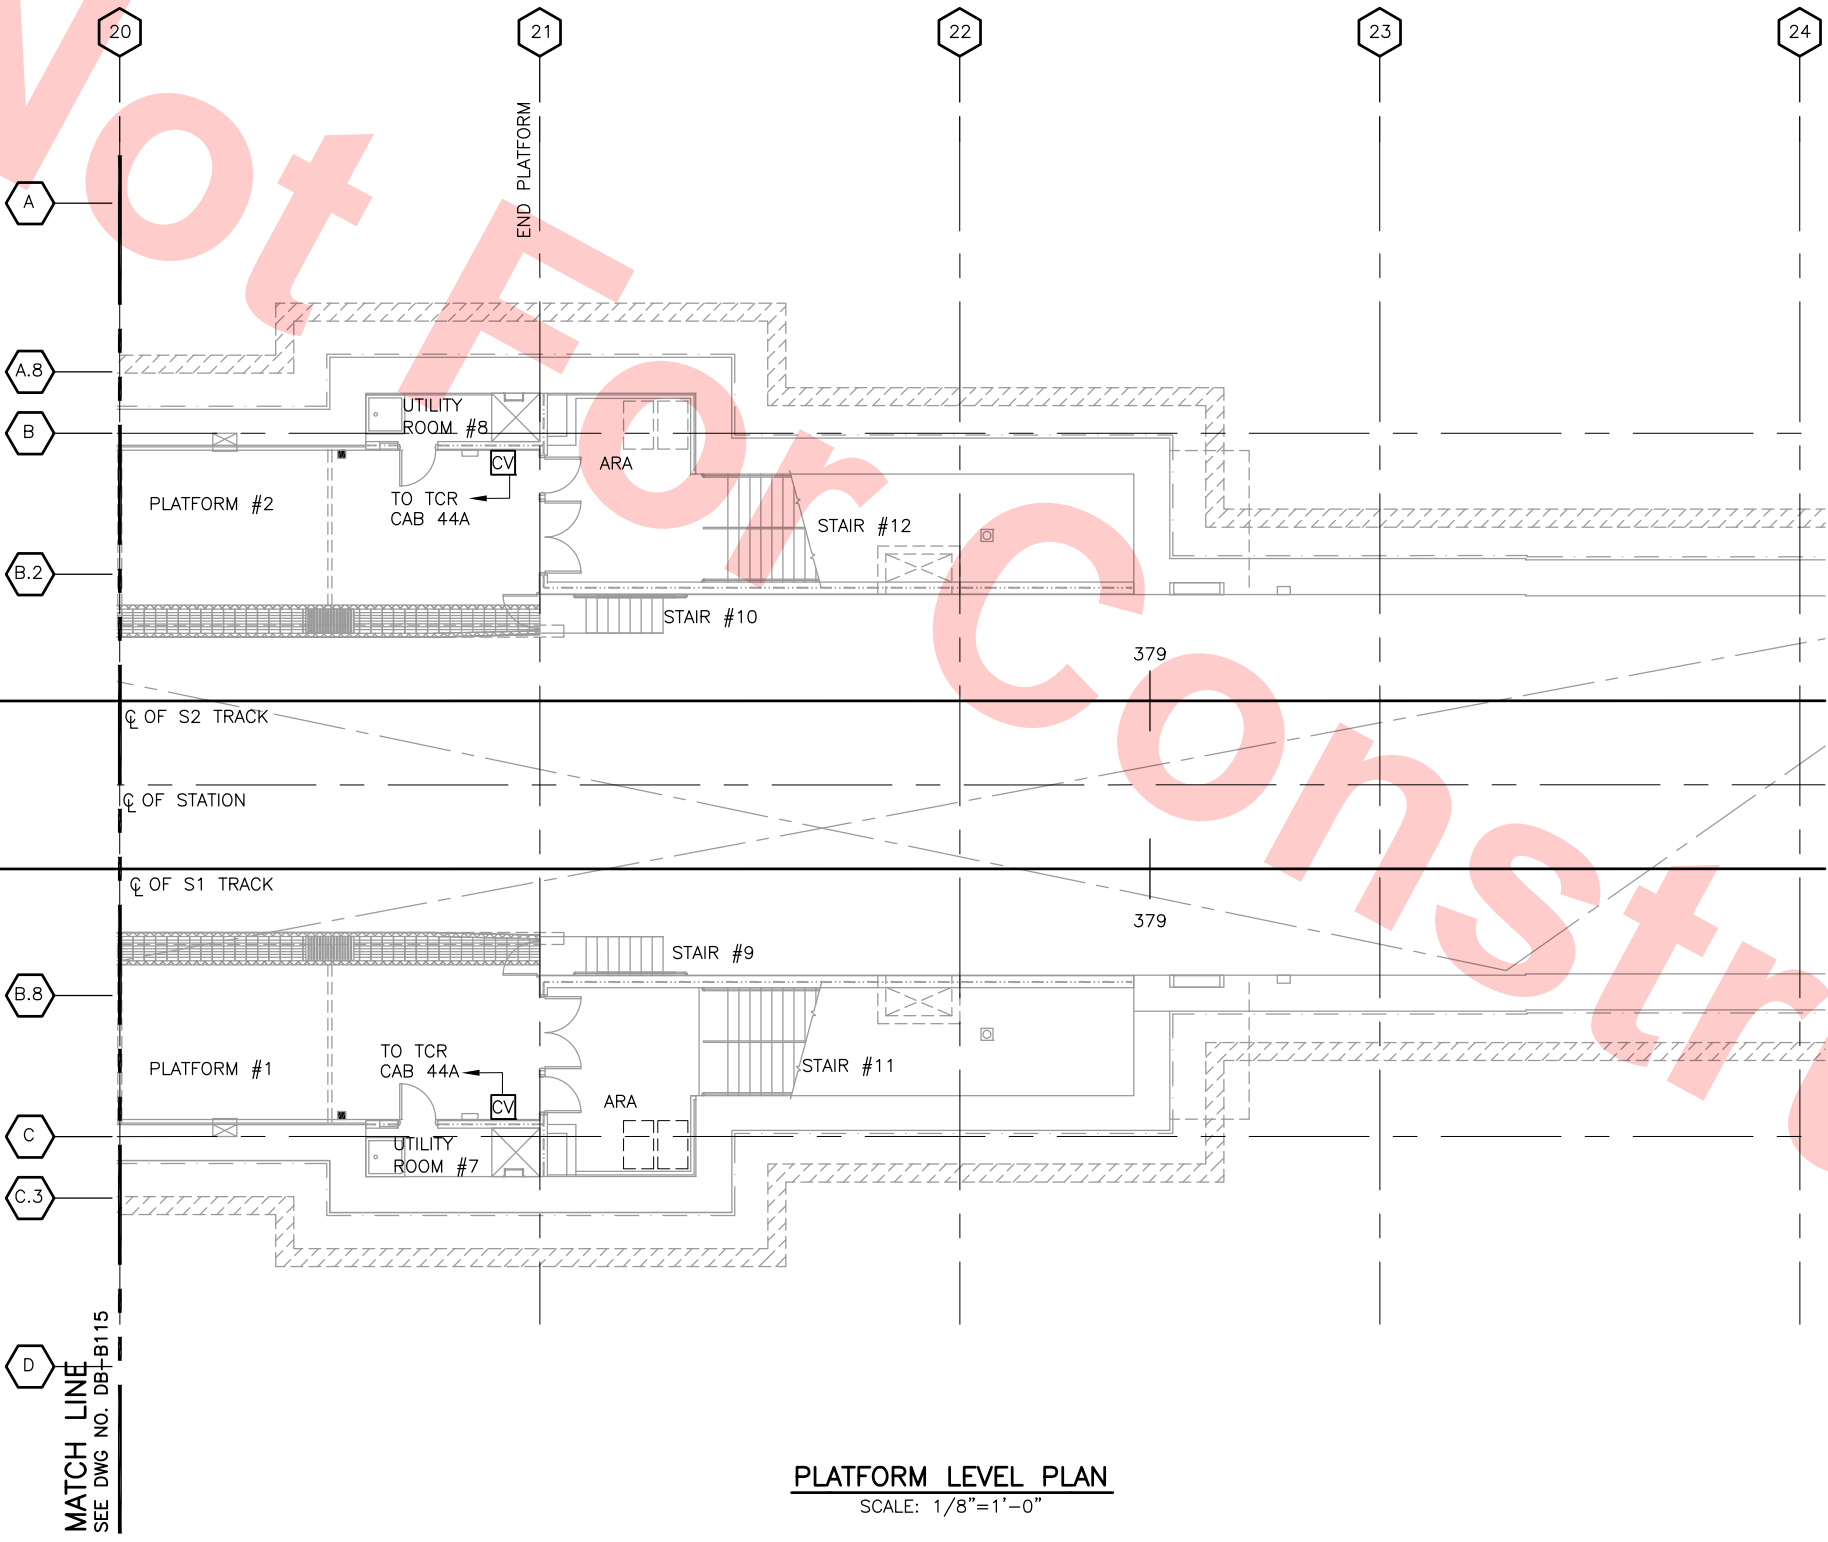 20
21
22
23
24
END PLATFORM
A
A.8
B
B.2
UTILITY
ROOM #8
CV
ARA
TO TCR
CAB 44A
PLATFORM #2
STAIR #12
STAIR #10
379
℄ OF S2 TRACK
℄ OF STATION
℄ OF S1 TRACK
379
STAIR #9
B.8
TO TCR
CAB 44A
PLATFORM #1
STAIR #11
CV
ARA
C
UTILITY
ROOM #7
C.3
D
MATCH LINE
SEE DWG NO. DB-B115
PLATFORM LEVEL PLAN
SCALE: 1/8"=1'-0"
Not For Constru